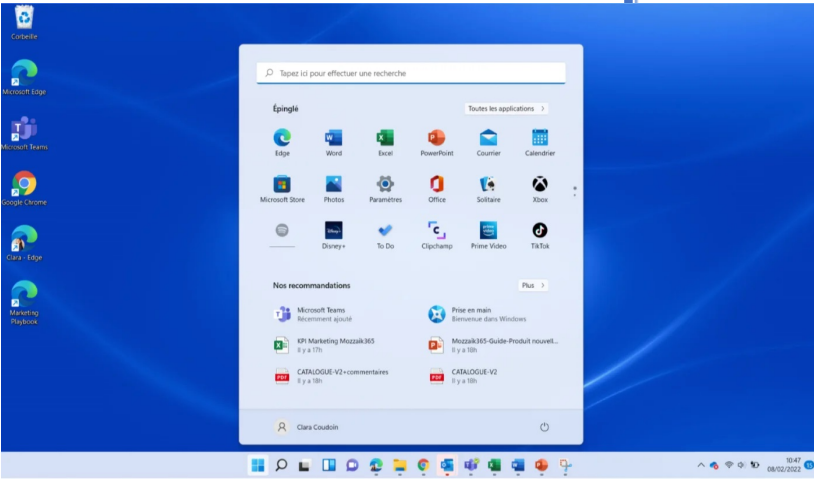 Corbeille
Microsoft Edge
Microsoft Teams
Google Chrome
Clara - Edge
Marketing
Playbook
Tapez ici pour effectuer une recherche
Épinglé
Toutes les applications
Edge
Word
Excel
PowerPoint
Courrier
Calendrier
Microsoft Store
Photos
Paramètres
Office
Solitaire
Xbox
Disney+
To Do
Clipchamp
Prime Video
TikTok
Nos recommandations
Plus
Microsoft Teams
Récemment ajouté
Prise en main
Bienvenue dans Windows
KPI Marketing Mozzaik365
Il y a 17h
Mozzaik365-Guide-Produit nouvell...
Il y a 18h
CATALOGUE-V2+commentaires
Il y a 18h
CATALOGUE-V2
Il y a 18h
Clara Coudoin
10:47
08/02/2022